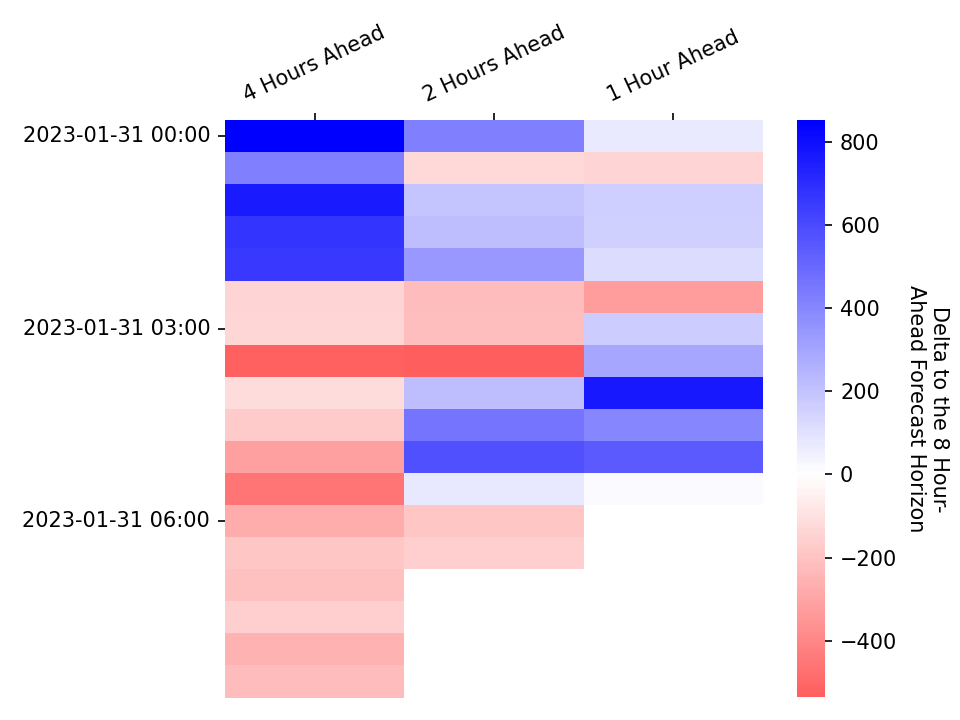 4 Hours Ahead
2 Hours Ahead
1 Hour Ahead
2023-01-31 00:00
2023-01-31 03:00
2023-01-31 06:00
800
600
400
200
0
−200
−400
Delta to the 8 Hour-
Ahead Forecast Horizon